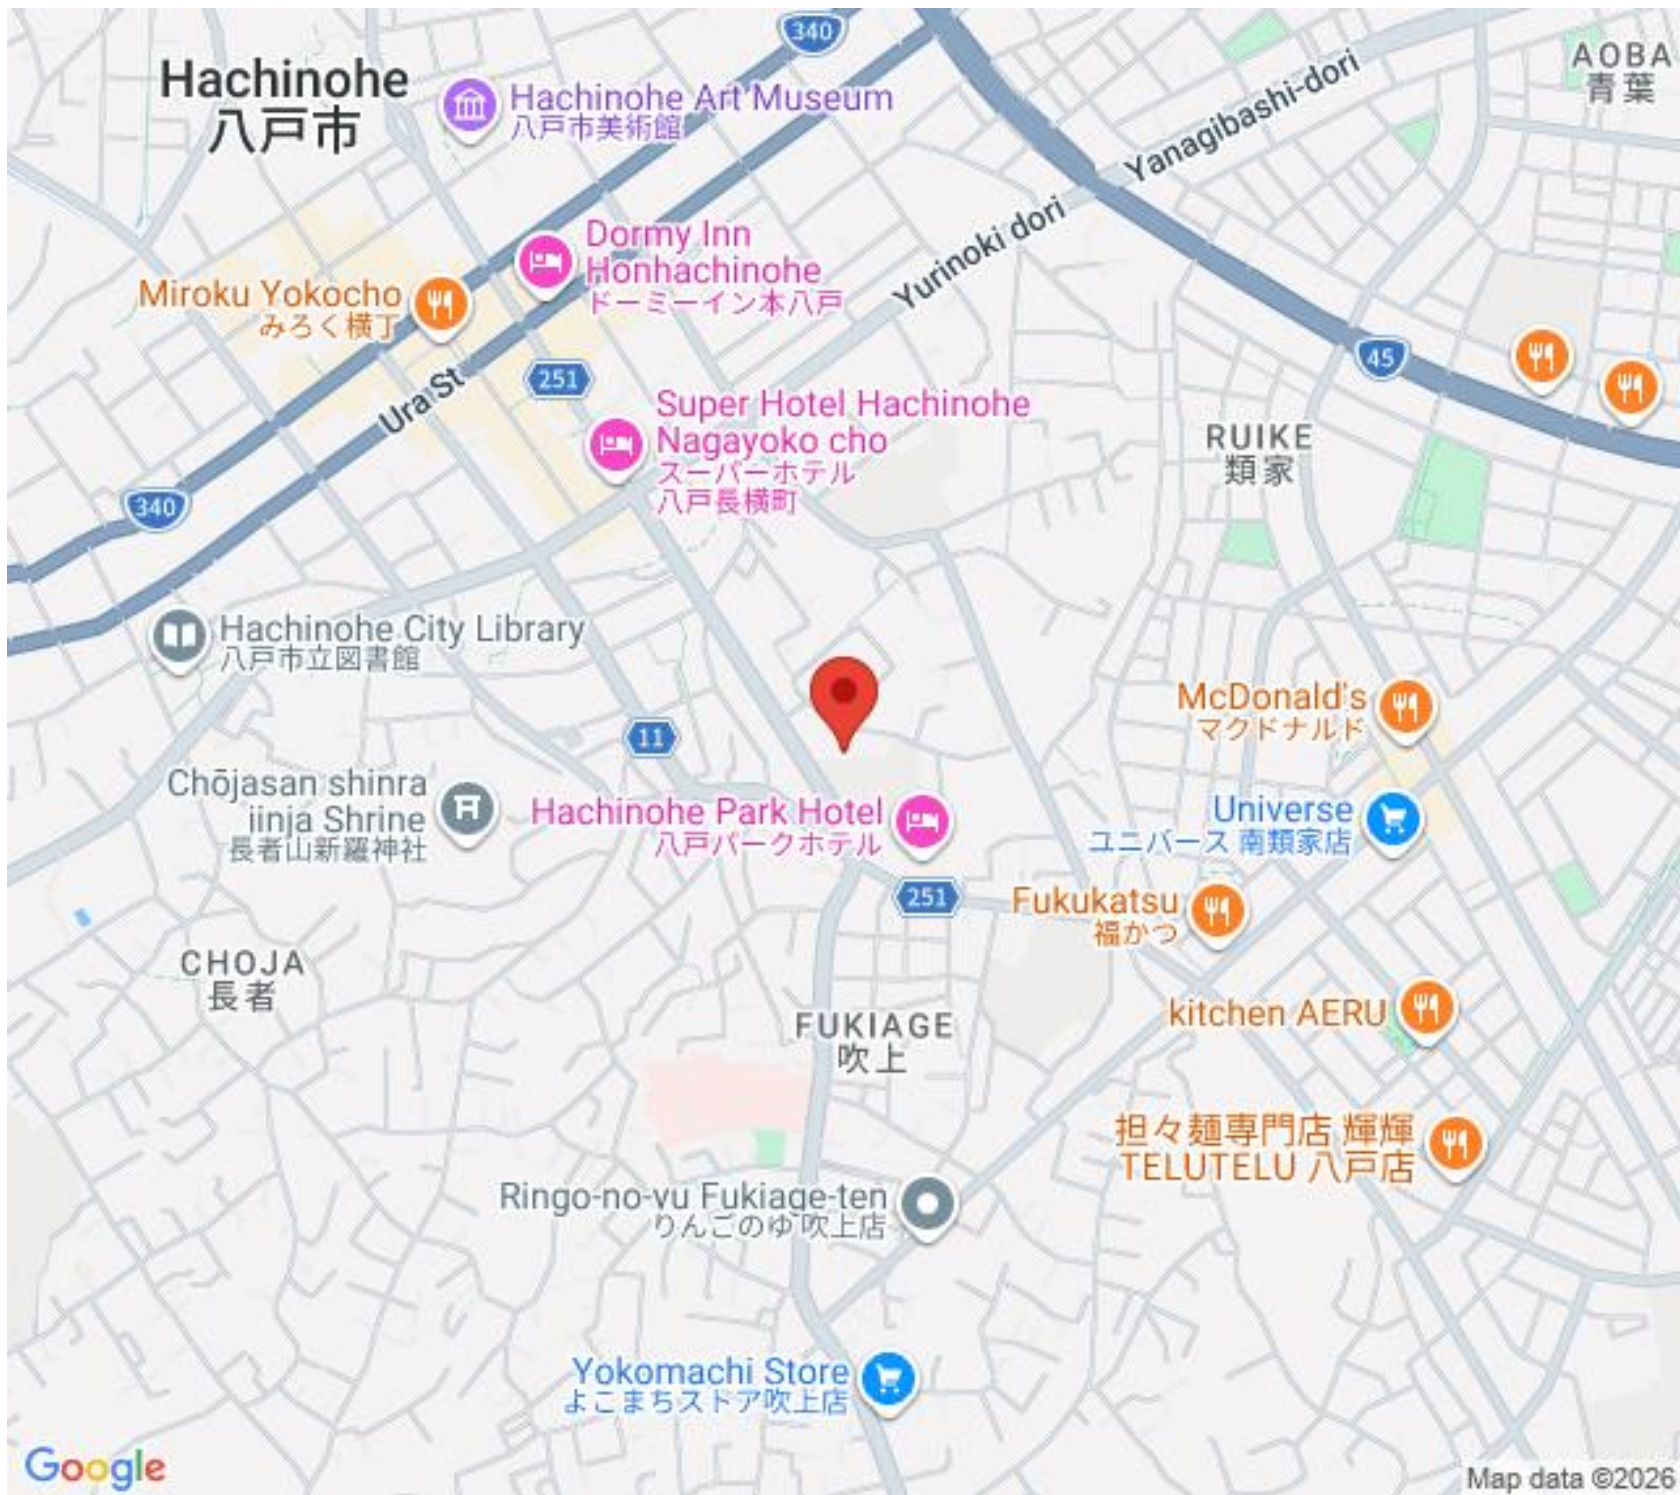 340
Hachinohe
八戸市
Hachinohe Art Museum
八戸市美術館
AOBA
青葉
Yanagibashi-dori
Yurinoki dori
Dormy Inn
Honhachinohe
ドーミーイン本八戸
Miroku Yokocho
みろく横丁
Ura St
251
45
Super Hotel Hachinohe
Nagayoko cho
スーパーホテル
八戸長横町
RUIKE
類家
340
Hachinohe City Library
八戸市立図書館
McDonald's
マクドナルド
11
Chōjasan shinra
jinja Shrine
長者山新羅神社
Hachinohe Park Hotel
八戸パークホテル
Universe
ユニバース 南類家店
251
Fukukatsu
福かつ
CHOJA
長者
FUKIAGE
吹上
kitchen AERU
担々麺専門店 輝輝
TELUTELU 八戸店
Ringo-no-yu Fukiage-ten
りんごのゆ 吹上店
Yokomachi Store
よこまちストア吹上店
Google
Map data ©2026